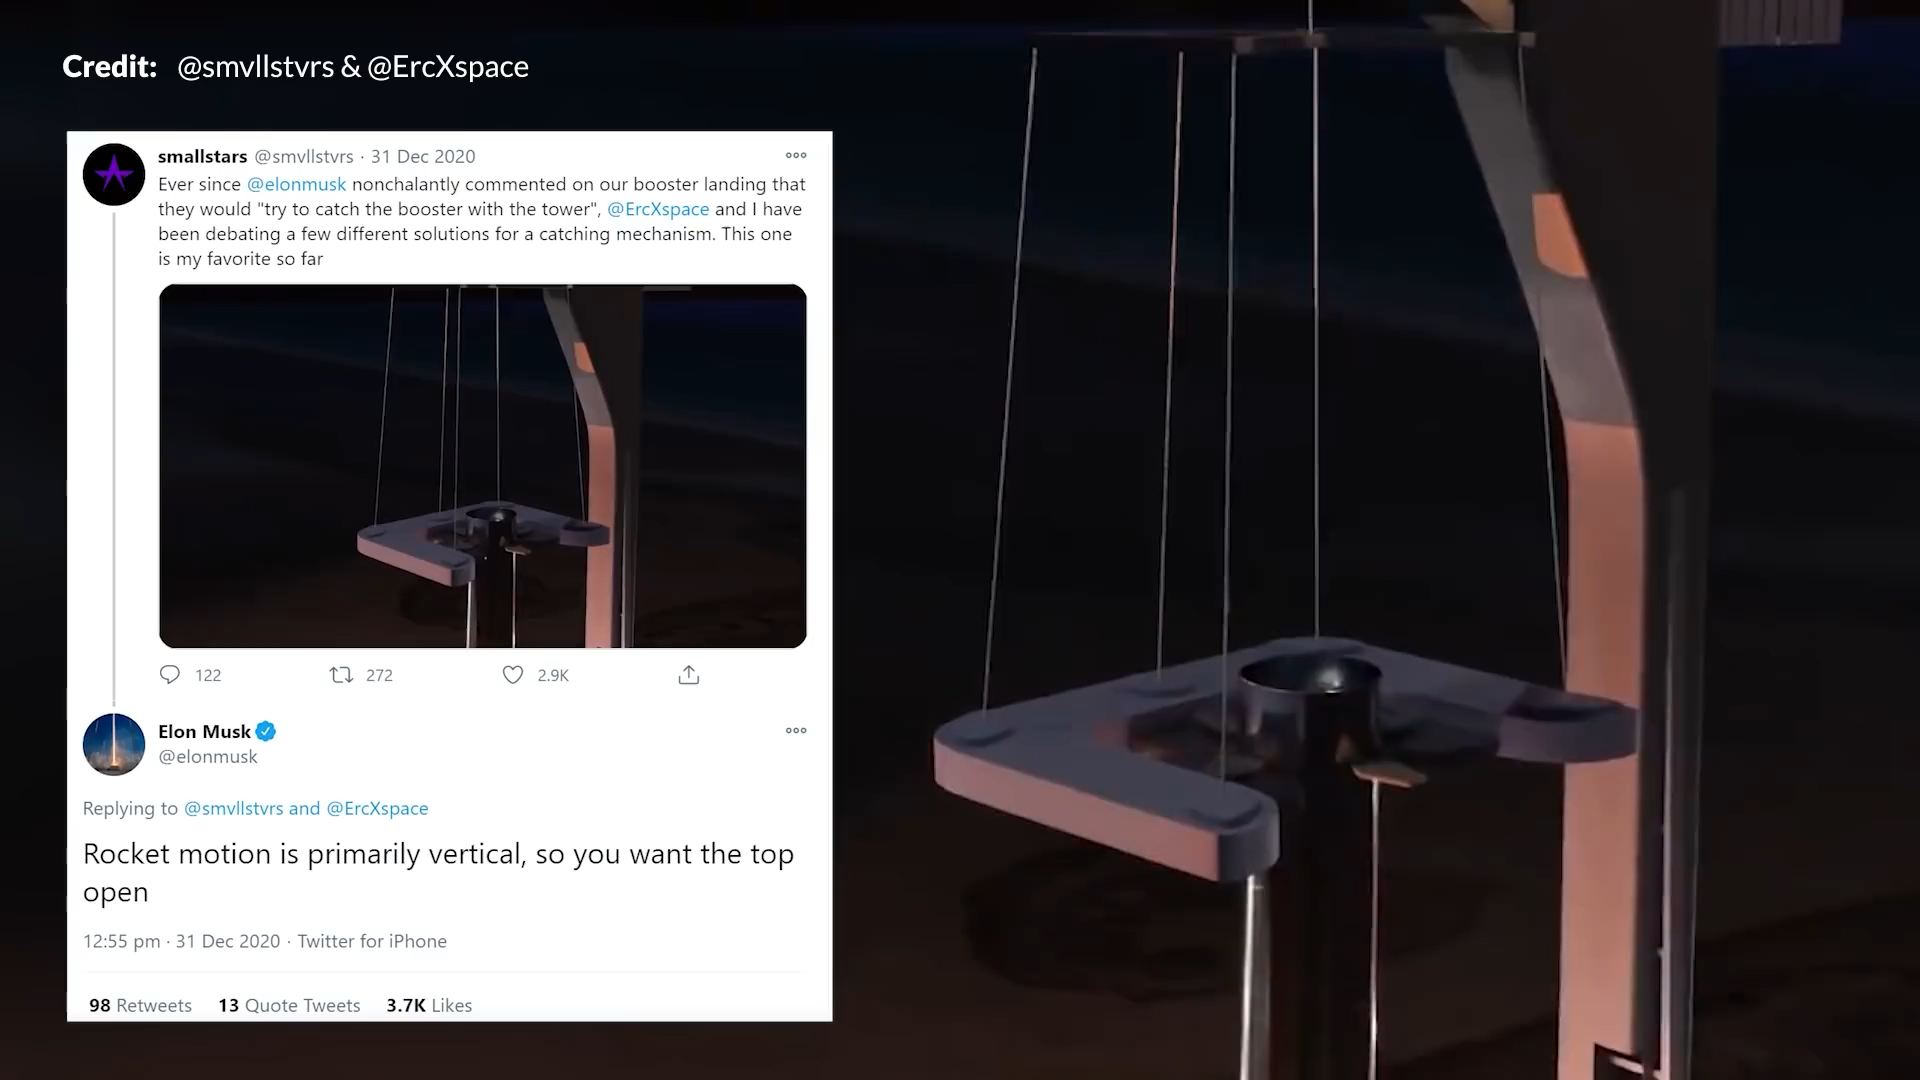 Credit: @smvllstvrs & @ErcXspace
smallstars @smvllstvrs · 31 Dec 2020
Ever since @elonmusk nonchalantly commented on our booster landing that
they would "try to catch the booster with the tower", @ErcXspace and I have
been debating a few different solutions for a catching mechanism. This one
is my favorite so far
122 272 2.9K
Elon Musk
@elonmusk
Replying to @smvllstvrs and @ErcXspace
Rocket motion is primarily vertical, so you want the top
open
12:55 pm · 31 Dec 2020 · Twitter for iPhone
98 Retweets 13 Quote Tweets 3.7K Likes